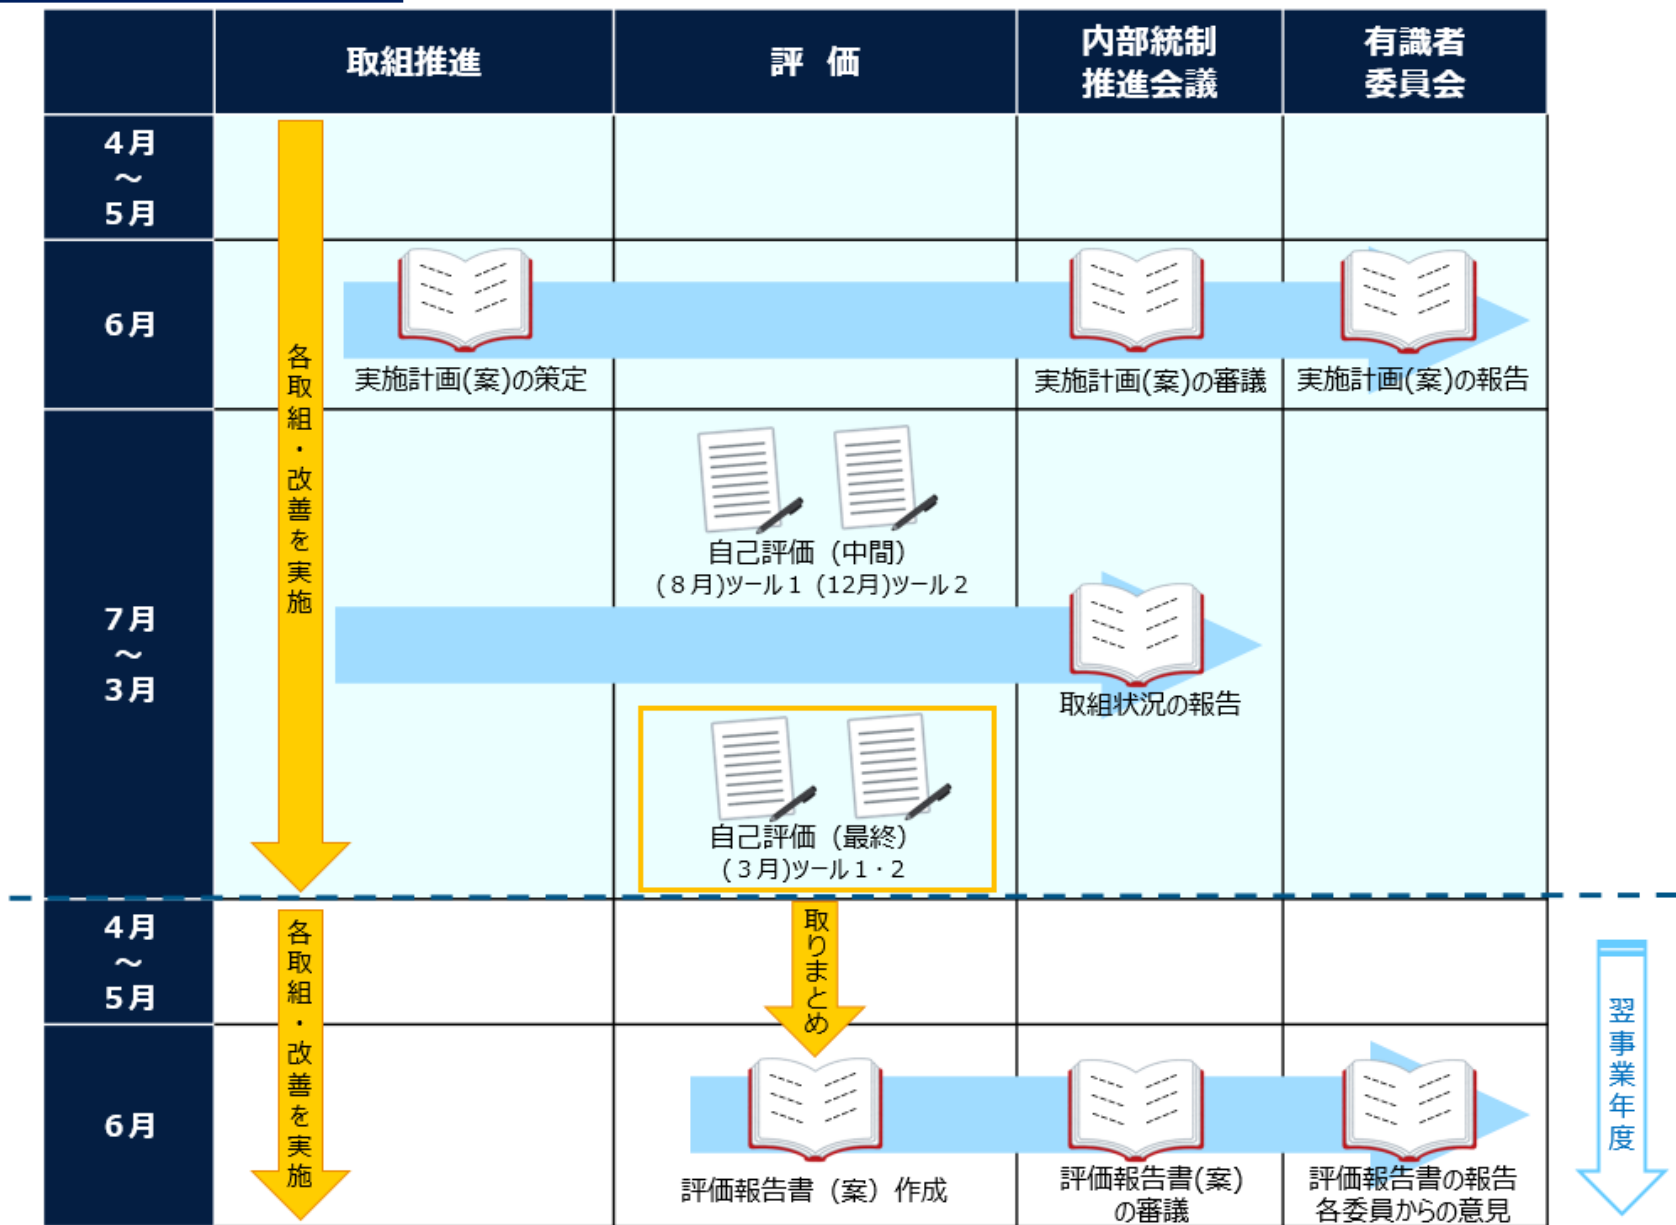 取組推進
評 価
内部統制
推進会議
有識者
委員会
4月
～
5月
6月
実施計画(案)の策定
実施計画(案)の審議
実施計画(案)の報告
各取組・改善を実施
7月
～
3月
自己評価（中間）
(８月)ツール１ (12月)ツール２
取組状況の報告
自己評価（最終）
(３月)ツール１・２
4月
～
5月
各取組・改善を実施
取りまとめ
翌事業年度
6月
評価報告書（案）作成
評価報告書(案)
の審議
評価報告書の報告
各委員からの意見